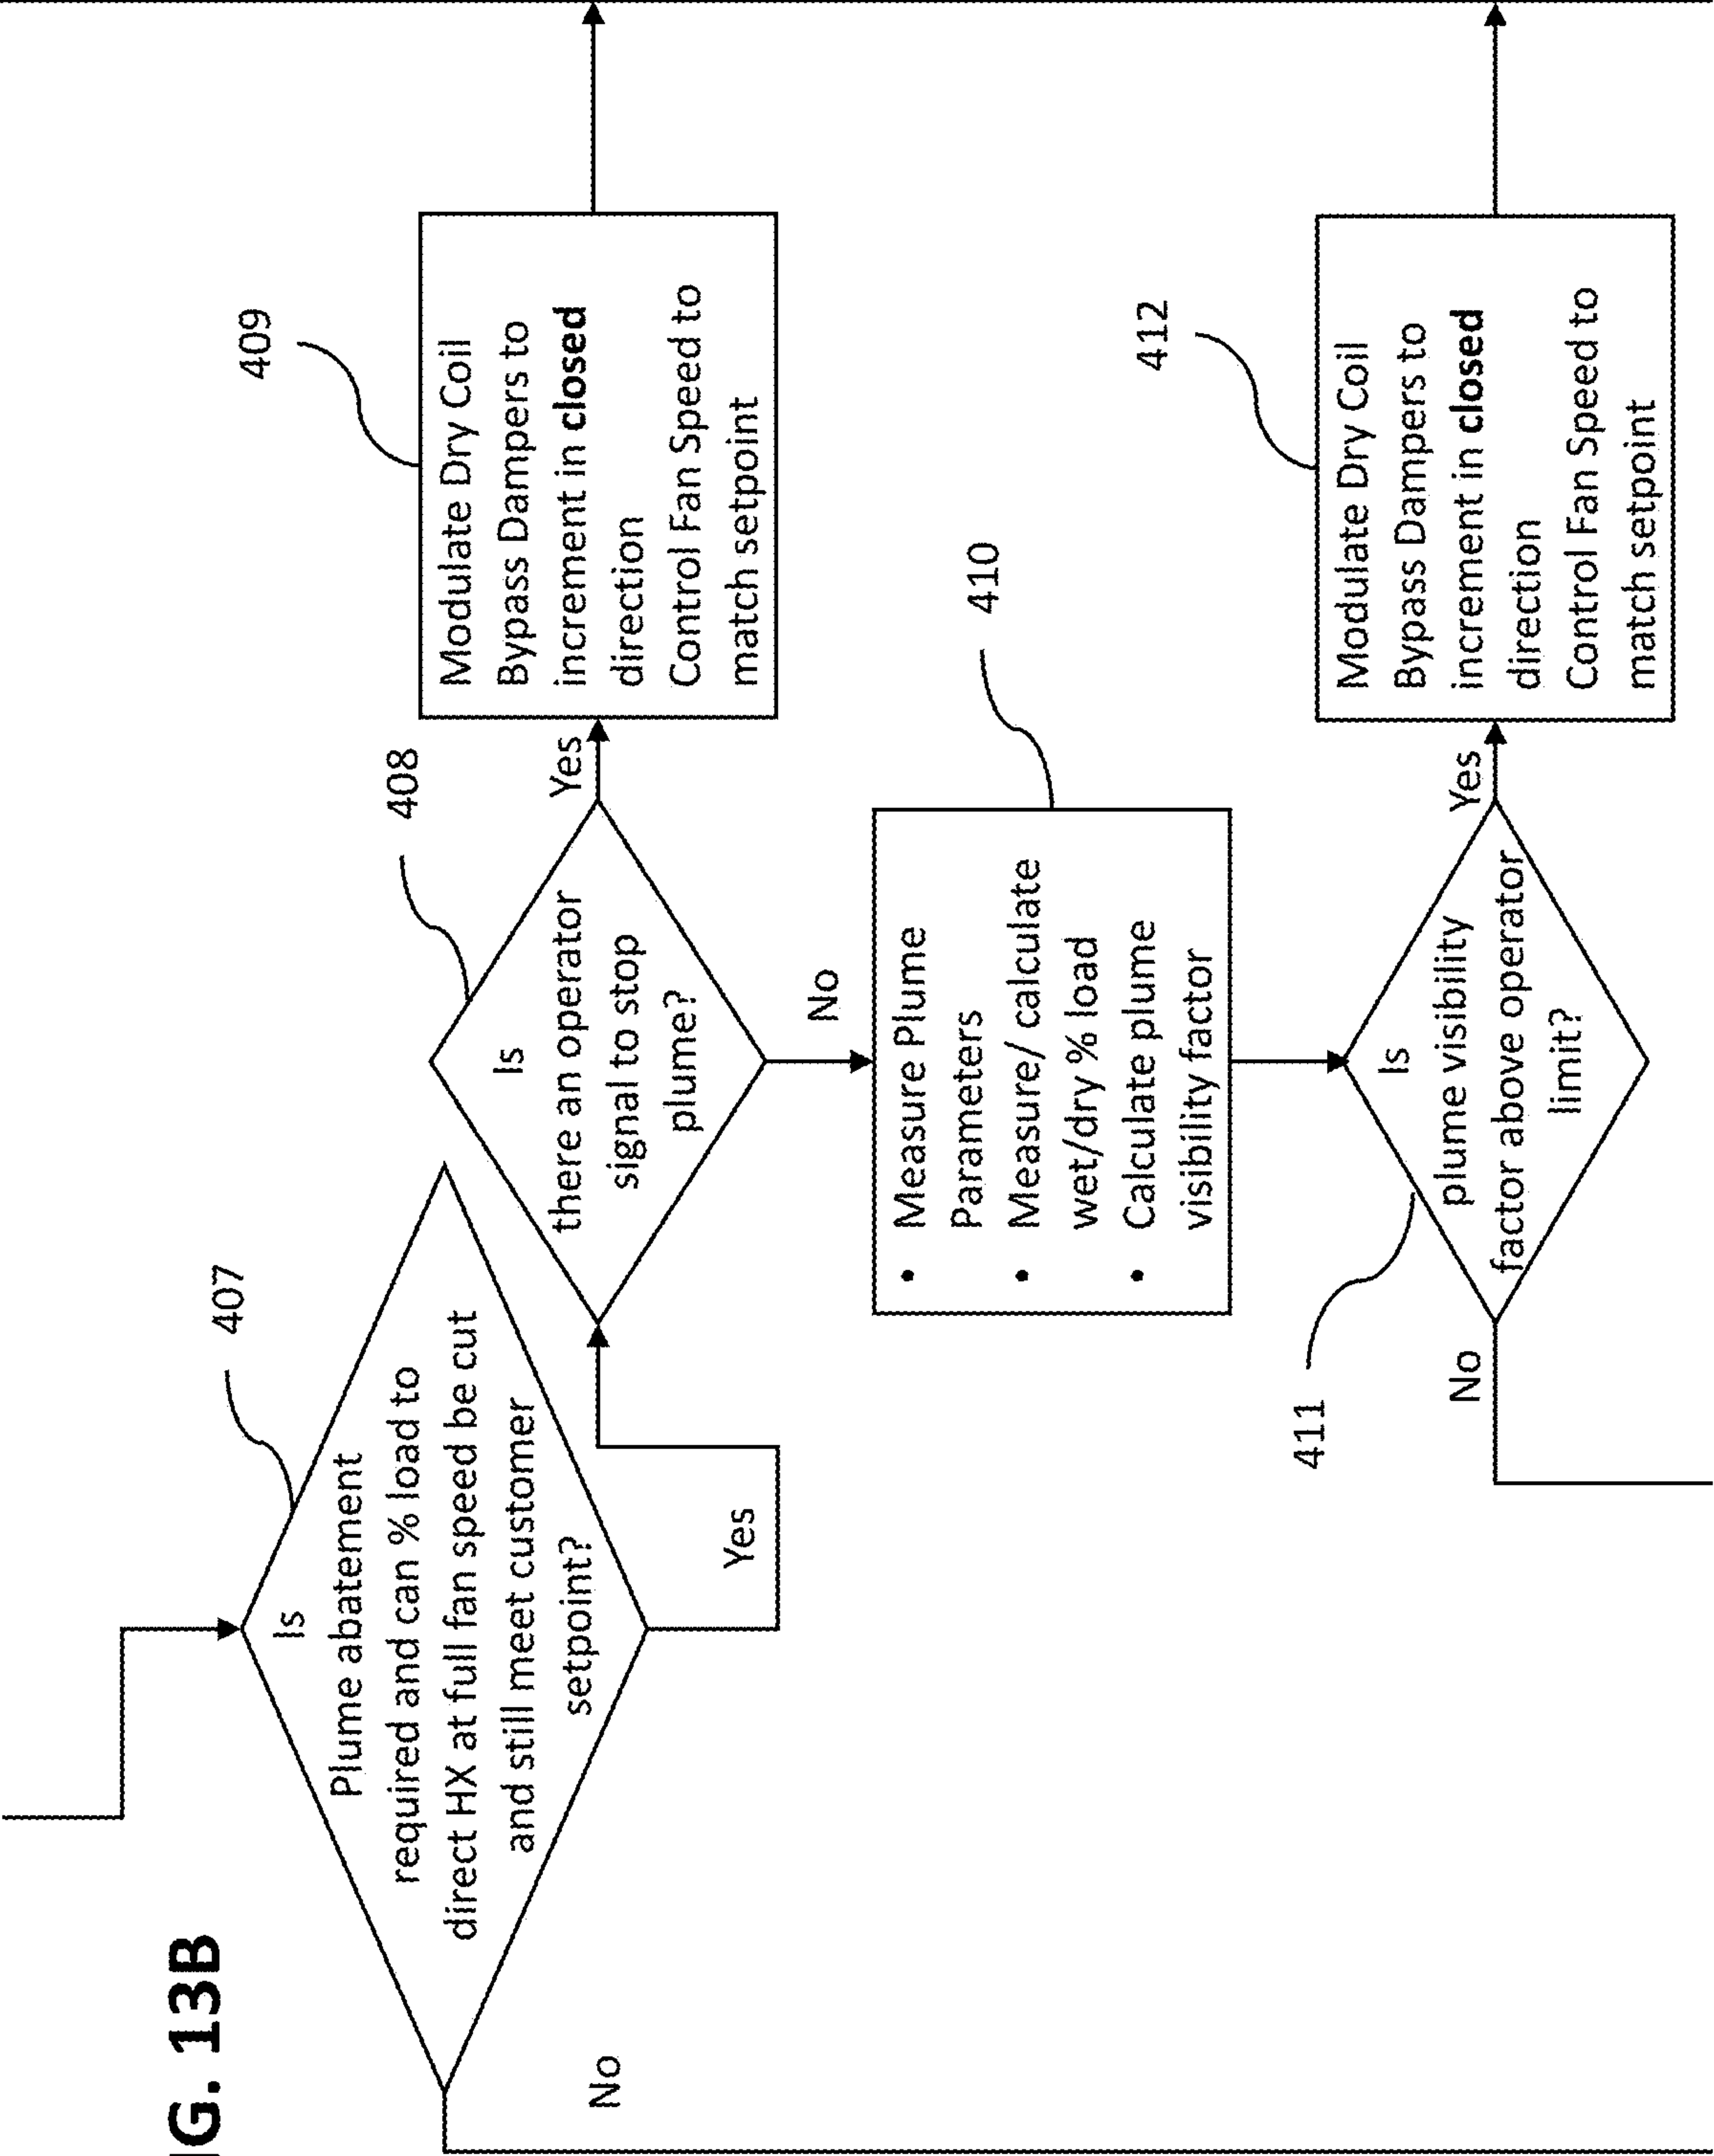 G. 13B
407
Is
Plume abatement
required and can % load to
direct HX at full fan speed be cut
and still meet customer
setpoint?
No
Yes
408
Is
there an operator
signal to stop
plume?
Yes
No
409
Modulate Dry Coil
Bypass Dampers to
increment in closed
direction
Control Fan Speed to
match setpoint
410
• Measure Plume
Parameters
• Measure/ calculate
wet/dry % load
• Calculate plume
visibility factor
411
Is
plume visibility
factor above operator
limit?
No
Yes
412
Modulate Dry Coil
Bypass Dampers to
increment in closed
direction
Control Fan Speed to
match setpoint